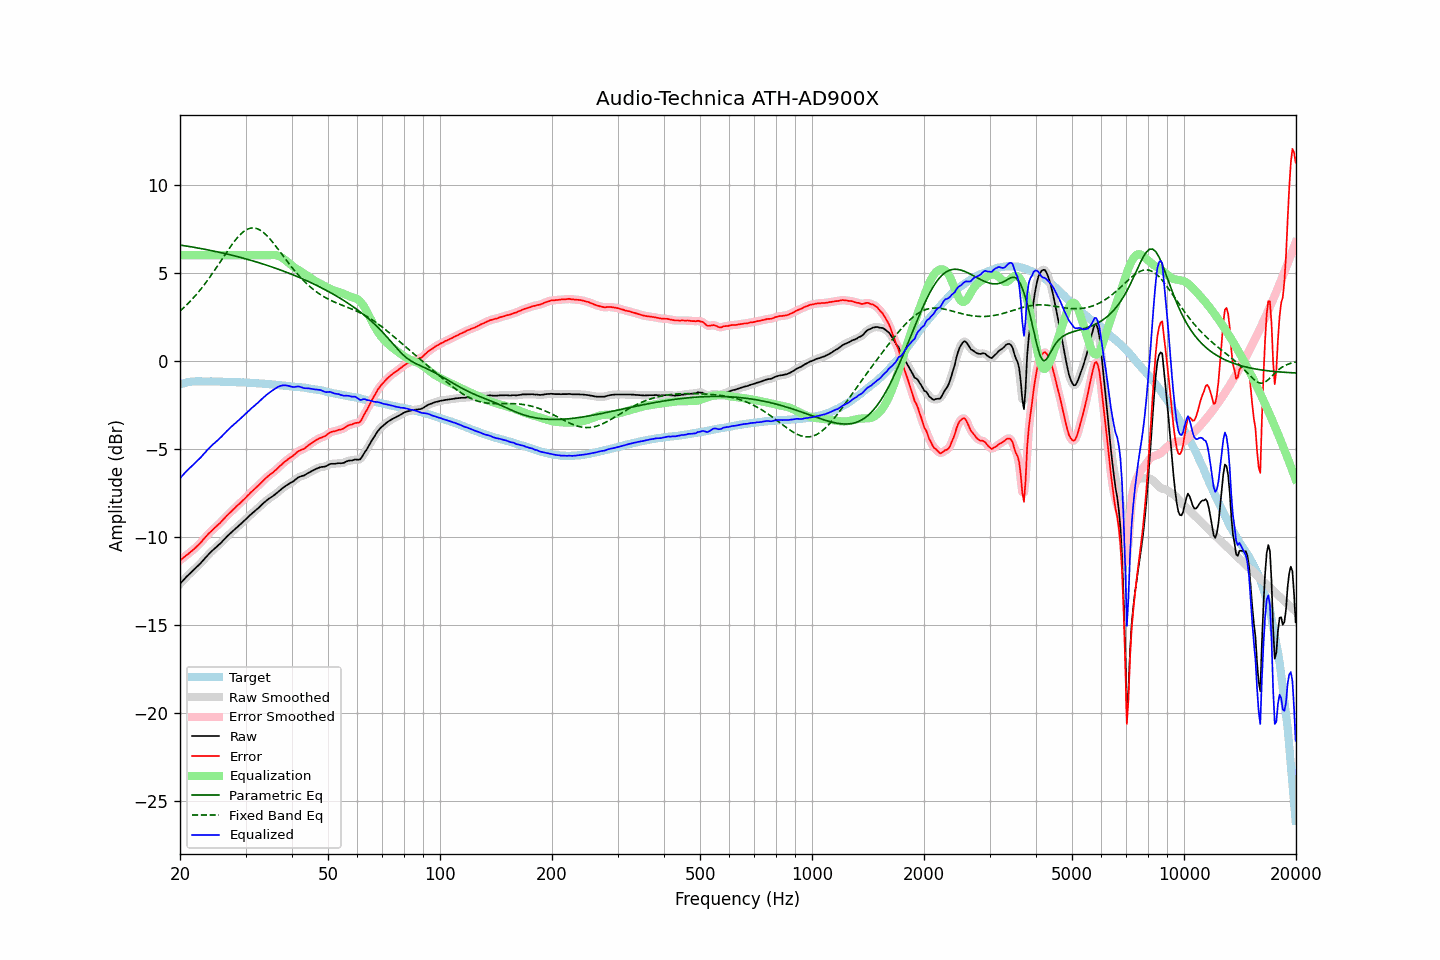 Audio-Technica ATH-AD900X
Amplitude (dBr)
10
5
0
−5
−10
−15
−20
−25
Target
Raw Smoothed
Error Smoothed
Raw
Error
Equalization
Parametric Eq
Fixed Band Eq
Equalized
20 50 100 200 500 1000 2000 5000 10000 20000
Frequency (Hz)